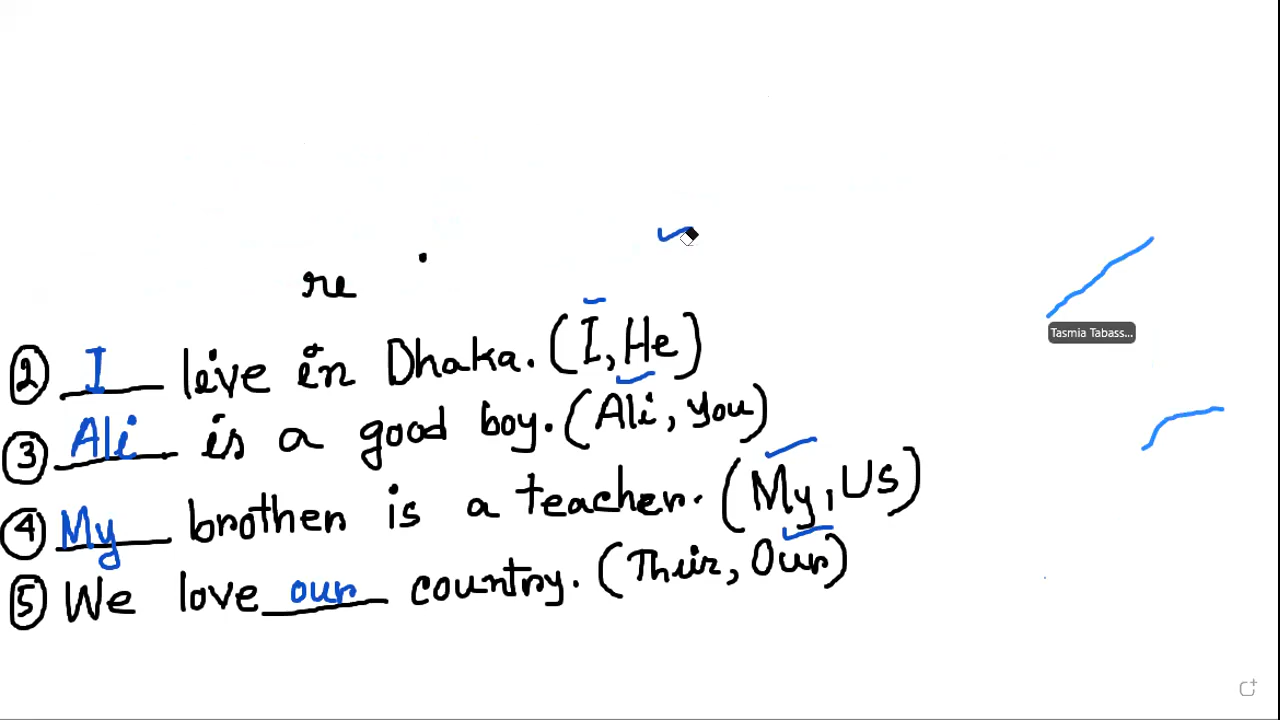 re
② I live in Dhaka. (I, He)
Tasmia Tabass...
③ Ali is a good boy. (Ali, You)
④ My brother is a teacher. (My, US)
⑤ We love our country. (Their, Our)